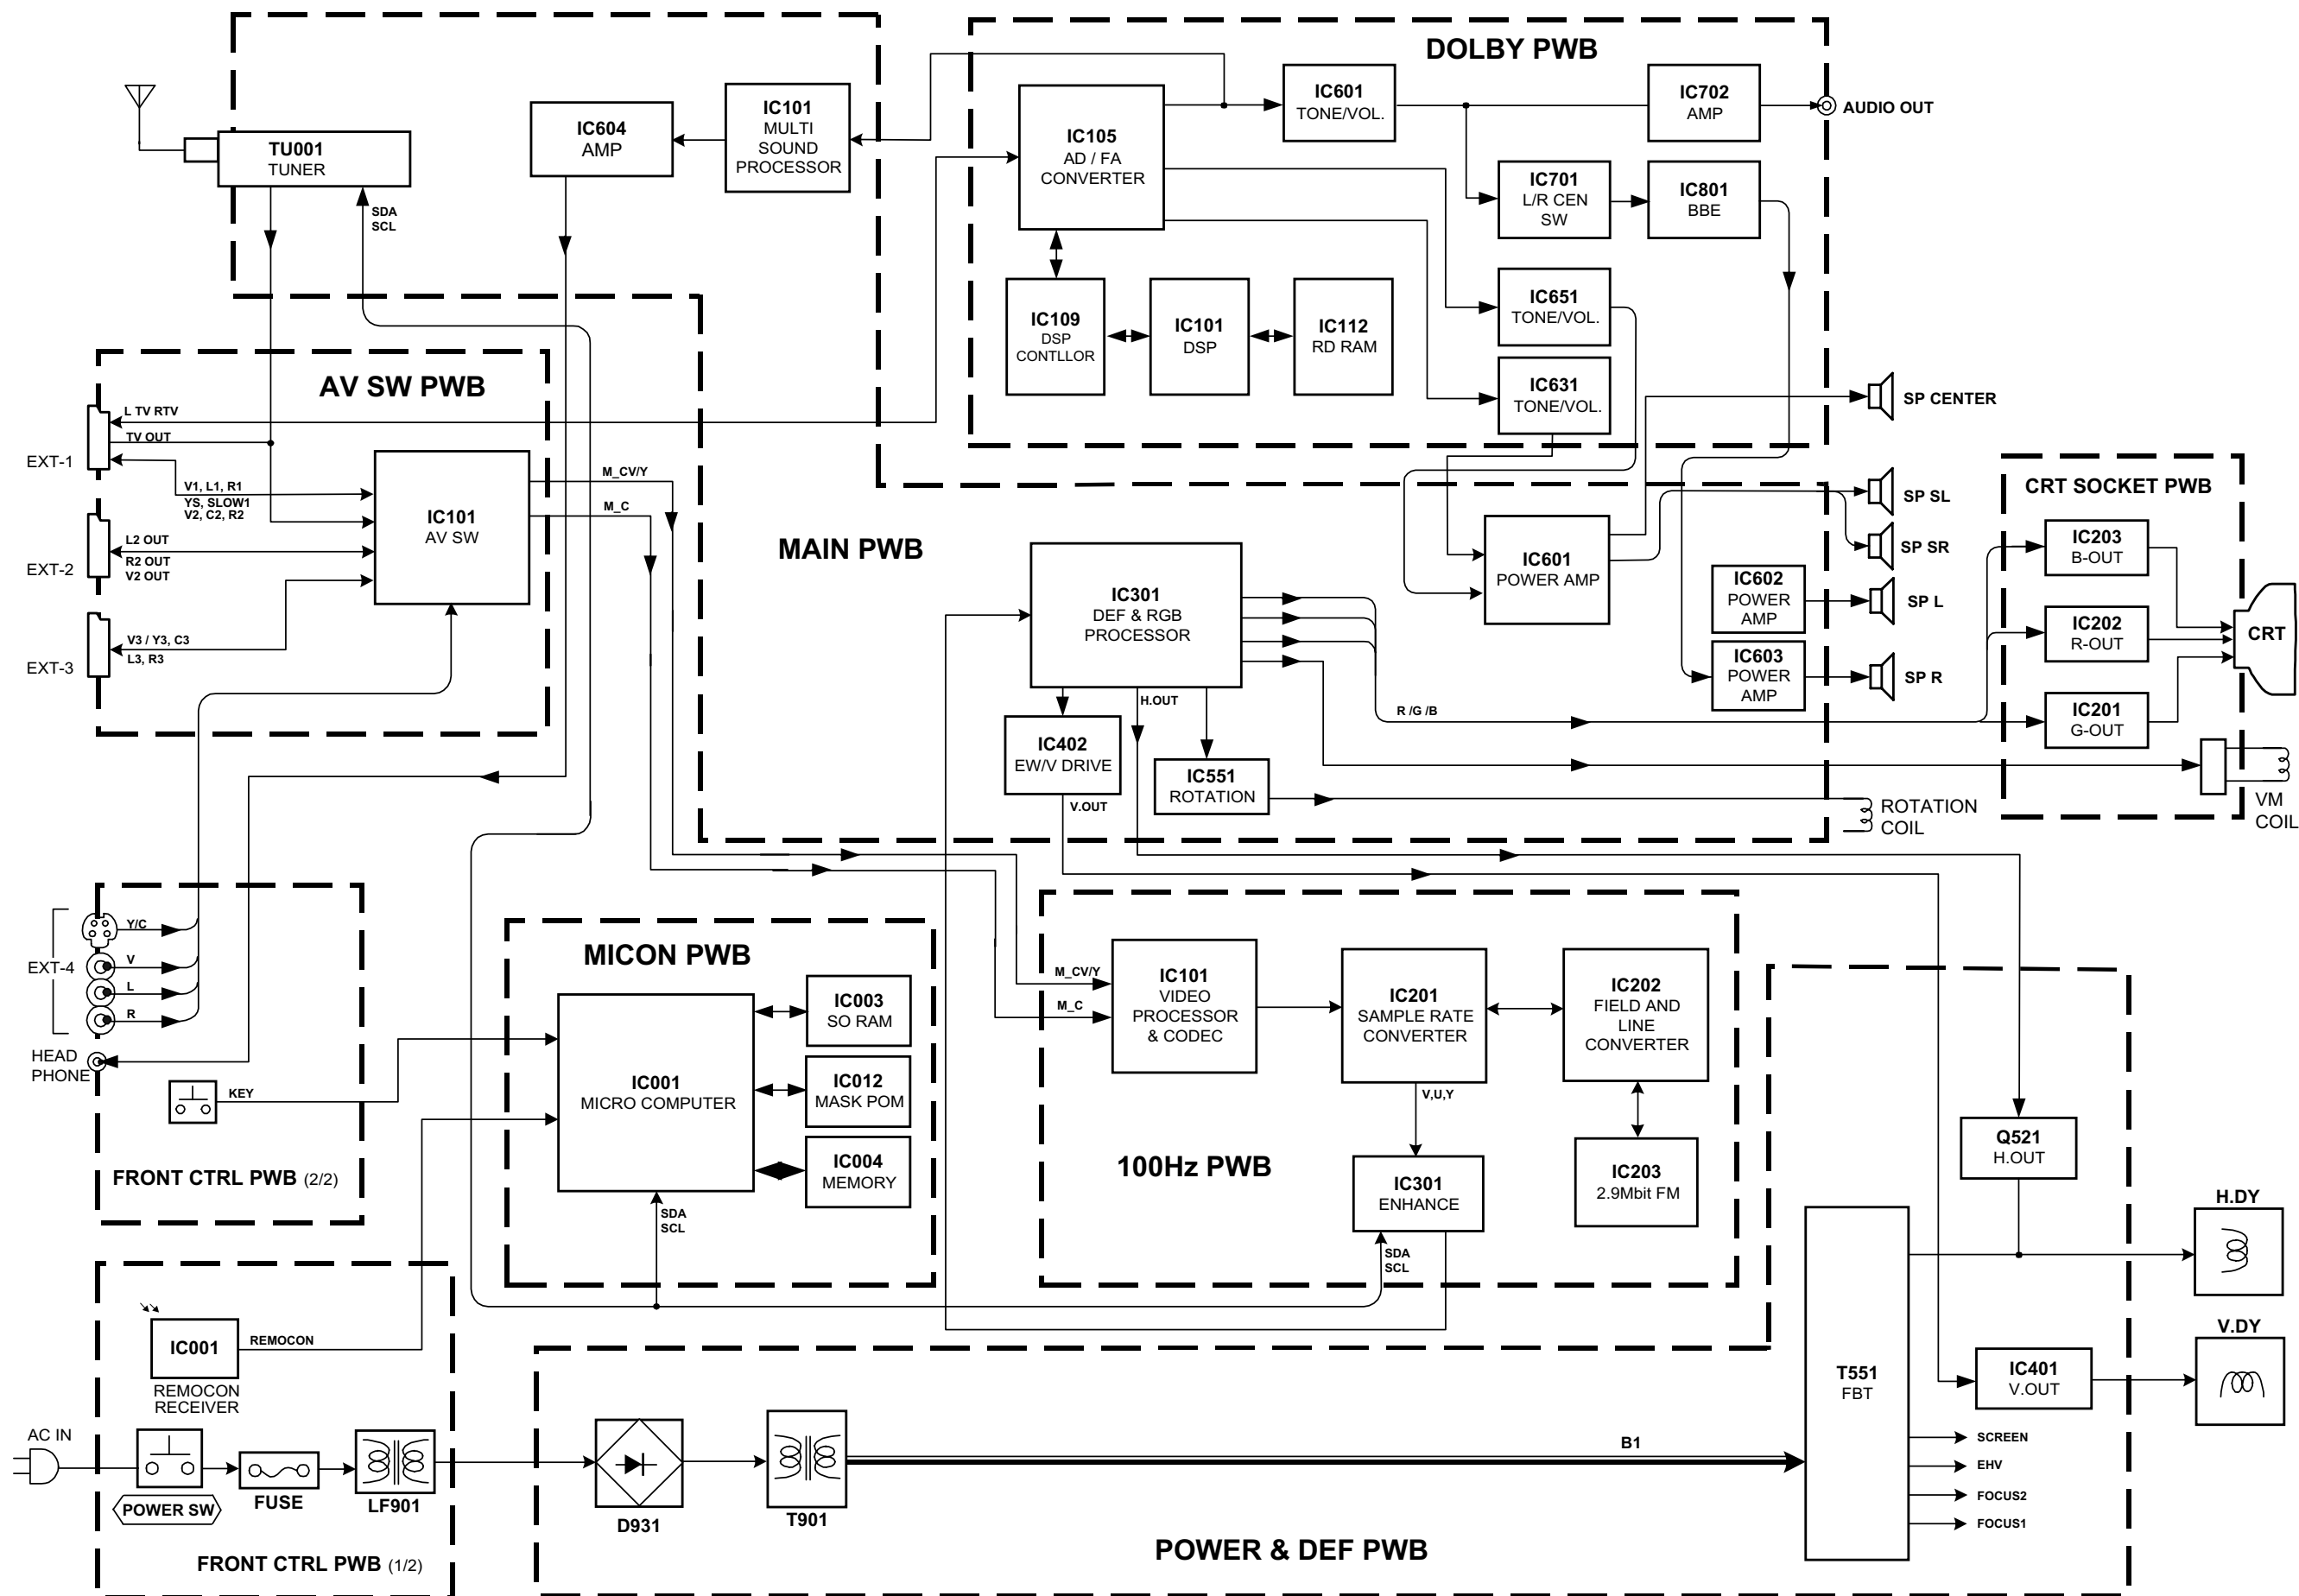 DOLBY PWB
TU001
TUNER
SDA
SCL
IC604
AMP
IC101
MULTI
SOUND
PROCESSOR
IC105
AD / FA
CONVERTER
IC601
TONE/VOL.
IC702
AMP
AUDIO OUT
IC701
L/R CEN
SW
IC801
BBE
IC109
DSP
CONTLLOR
IC101
DSP
IC112
RD RAM
IC651
TONE/VOL.
IC631
TONE/VOL.
SP CENTER
SP SL
SP SR
SP L
SP R
AV SW PWB
L TV RTV
TV OUT
EXT-1
V1, L1, R1
YS, SLOW1
V2, C2, R2
L2 OUT
R2 OUT
V2 OUT
EXT-2
V3 / Y3, C3
L3, R3
EXT-3
IC101
AV SW
M_CV/Y
M_C
MAIN PWB
IC301
DEF & RGB
PROCESSOR
IC601
POWER AMP
IC602
POWER
AMP
IC603
POWER
AMP
H.OUT
IC402
EW/V DRIVE
V.OUT
IC551
ROTATION
R /G /B
ROTATION
COIL
CRT SOCKET PWB
IC203
B-OUT
IC202
R-OUT
IC201
G-OUT
CRT
VM
COIL
Y/C
V
L
R
EXT-4
HEAD
PHONE
KEY
FRONT CTRL PWB (2/2)
MICON PWB
IC001
MICRO COMPUTER
IC003
SO RAM
IC012
MASK POM
IC004
MEMORY
SDA
SCL
M_CV/Y
M_C
IC101
VIDEO
PROCESSOR
& CODEC
IC201
SAMPLE RATE
CONVERTER
IC202
FIELD AND
LINE
CONVERTER
V,U,Y
100Hz PWB
IC301
ENHANCE
IC203
2.9Mbit FM
SDA
SCL
Q521
H.OUT
H.DY
V.DY
IC401
V.OUT
T551
FBT
SCREEN
EHV
FOCUS2
FOCUS1
IC001
REMOCON
REMOCON
RECEIVER
AC IN
POWER SW
FUSE
LF901
FRONT CTRL PWB (1/2)
D931
T901
B1
POWER & DEF PWB